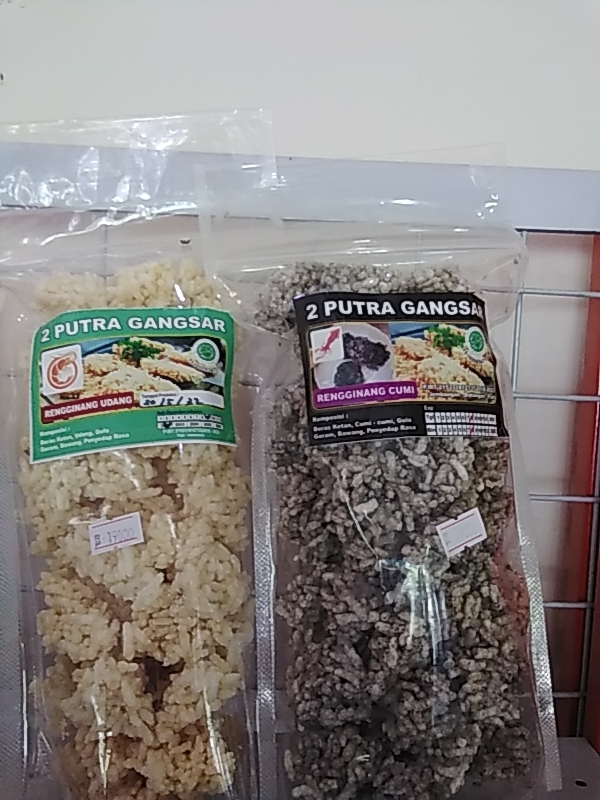 2 PUTRA GANGSAR
RENGGINANG UDANG
Komposisi :
Beras Ketan, Udang, Gula
Garam, Bawang, Penyedap Rasa
2 PUTRA GANGSAR
RENGGINANG CUMI
Komposisi :
Beras Ketan, Cumi - cumi, Gula
Garam, Bawang, Penyedap Rasa
Exp